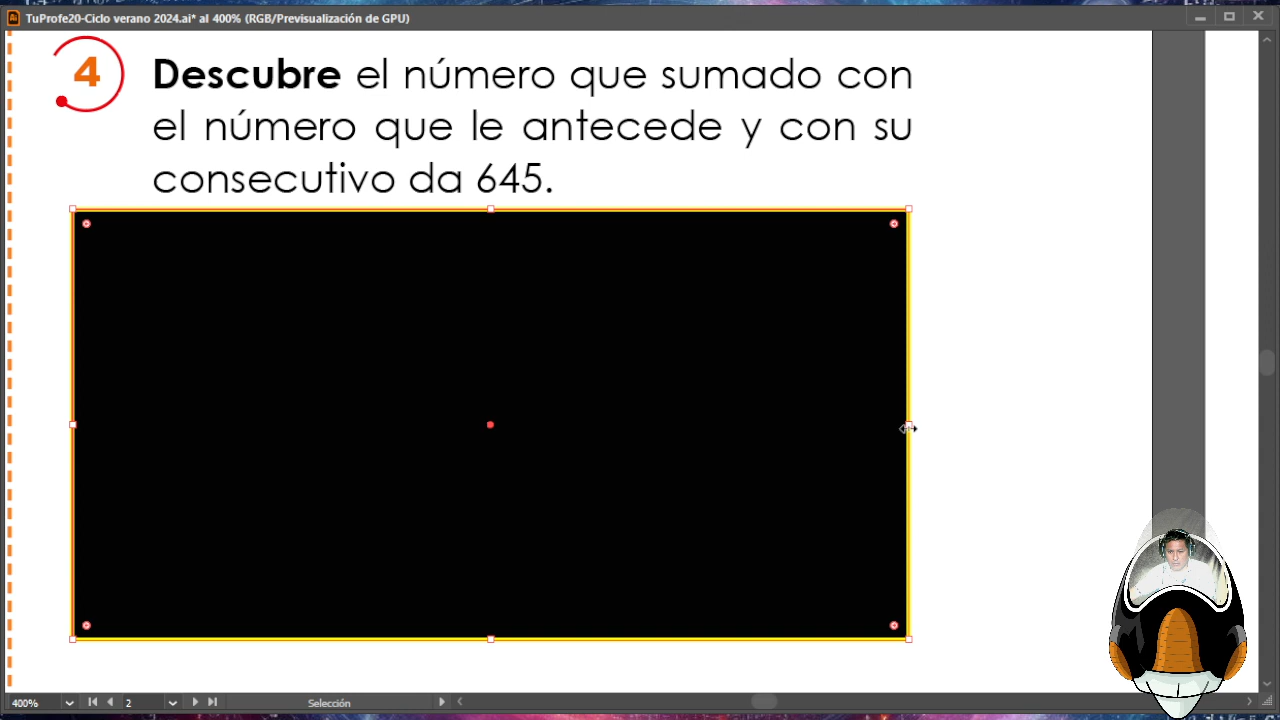 TuProfe20-Ciclo verano 2024.ai* al 400% (RGB/Previsualización de GPU)
4
Descubre el número que sumado con
el número que le antecede y con su
consecutivo da 645.
400%
2
Selección